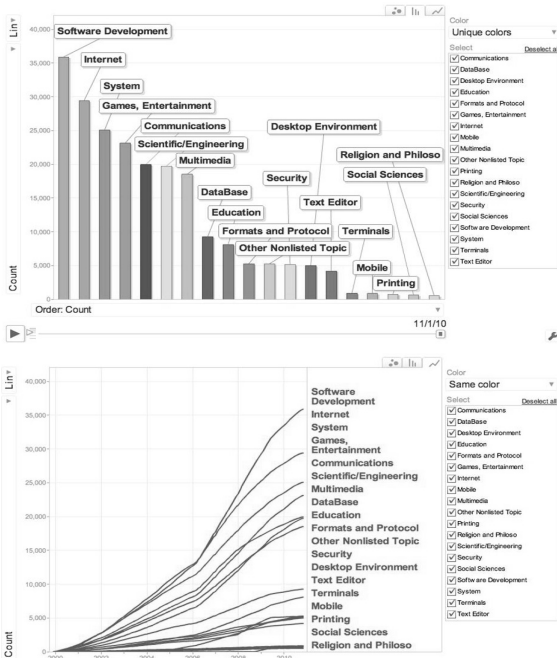 Lin
40,000
35,000
30,000
25,000
20,000
15,000
10,000
5,000
0
Count
Software Development
Internet
System
Games, Entertainment
Communications
Scientific/Engineering
Multimedia
DataBase
Education
Formats and Protocol
Other Nonlisted Topic
Security
Desktop Environment
Text Editor
Terminals
Mobile
Printing
Social Sciences
Religion and Philoso
Order: Count
11/1/10
Color
Unique colors
Select Deselect al
Communications
DataBase
Desktop Environment
Education
Formats and Protocol
Games, Entertainment
Internet
Mobile
Multimedia
Other Nonlisted Topic
Printing
Religion and Philoso
Scientific/Engineering
Security
Social Sciences
Software Development
System
Terminals
Text Editor
Lin
40,000
35,000
30,000
25,000
20,000
15,000
10,000
5,000
0
Count
2000
2002
2004
2006
2008
2010
Software
Development
Internet
System
Games,
Entertainment
Communications
Scientific/Engineering
Multimedia
DataBase
Education
Formats and Protocol
Other Nonlisted Topic
Security
Desktop Environment
Text Editor
Terminals
Mobile
Printing
Social Sciences
Religion and Philoso
Color
Same color
Select Deselect all
Communications
DataBase
Desktop Environment
Education
Formats and Protocol
Games, Entertainment
Internet
Mobile
Multimedia
Other Nonlisted Topic
Printing
Religion and Philoso
Scientific/Engineering
Security
Social Sciences
Software Development
System
Terminals
Text Editor